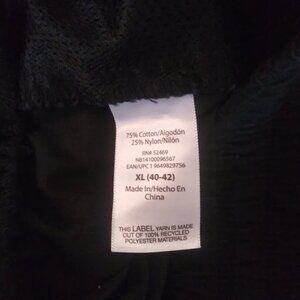 75% Cotton/Algodón
25% Nylon/Nilón
RN# 52469
NB14100096567
EAN/UPC 1 9649829756
XL (40-42)
Made In/Hecho En
China
THIS LABEL YARN IS MADE
OUT OF 100% RECYCLED
POLYESTER MATERIALS